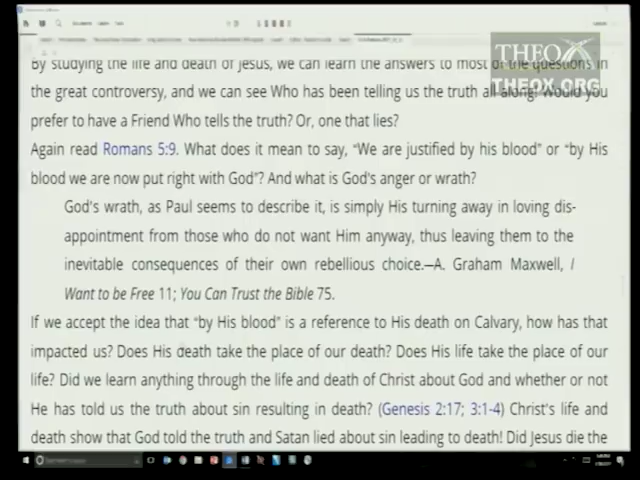 THEOX
THEOX.ORG
By studying the life and death of Jesus, we can learn the answers to most of the questions in
the great controversy, and we can see Who has been telling us the truth all along! Would you
prefer to have a Friend Who tells the truth? Or, one that lies?
Again read Romans 5:9. What does it mean to say, “We are justified by his blood” or “by His
blood we are now put right with God”? And what is God's anger or wrath?
God's wrath, as Paul seems to describe it, is simply His turning away in loving dis-
appointment from those who do not want Him anyway, thus leaving them to the
inevitable consequences of their own rebellious choice.—A. Graham Maxwell, I
Want to be Free 11; You Can Trust the Bible 75.
If we accept the idea that “by His blood” is a reference to His death on Calvary, how has that
impacted us? Does His death take the place of our death? Does His life take the place of our
life? Did we learn anything through the life and death of Christ about God and whether or not
He has told us the truth about sin resulting in death? (Genesis 2:17; 3:1-4) Christ's life and
death show that God told the truth and Satan lied about sin leading to death! Did Jesus die the